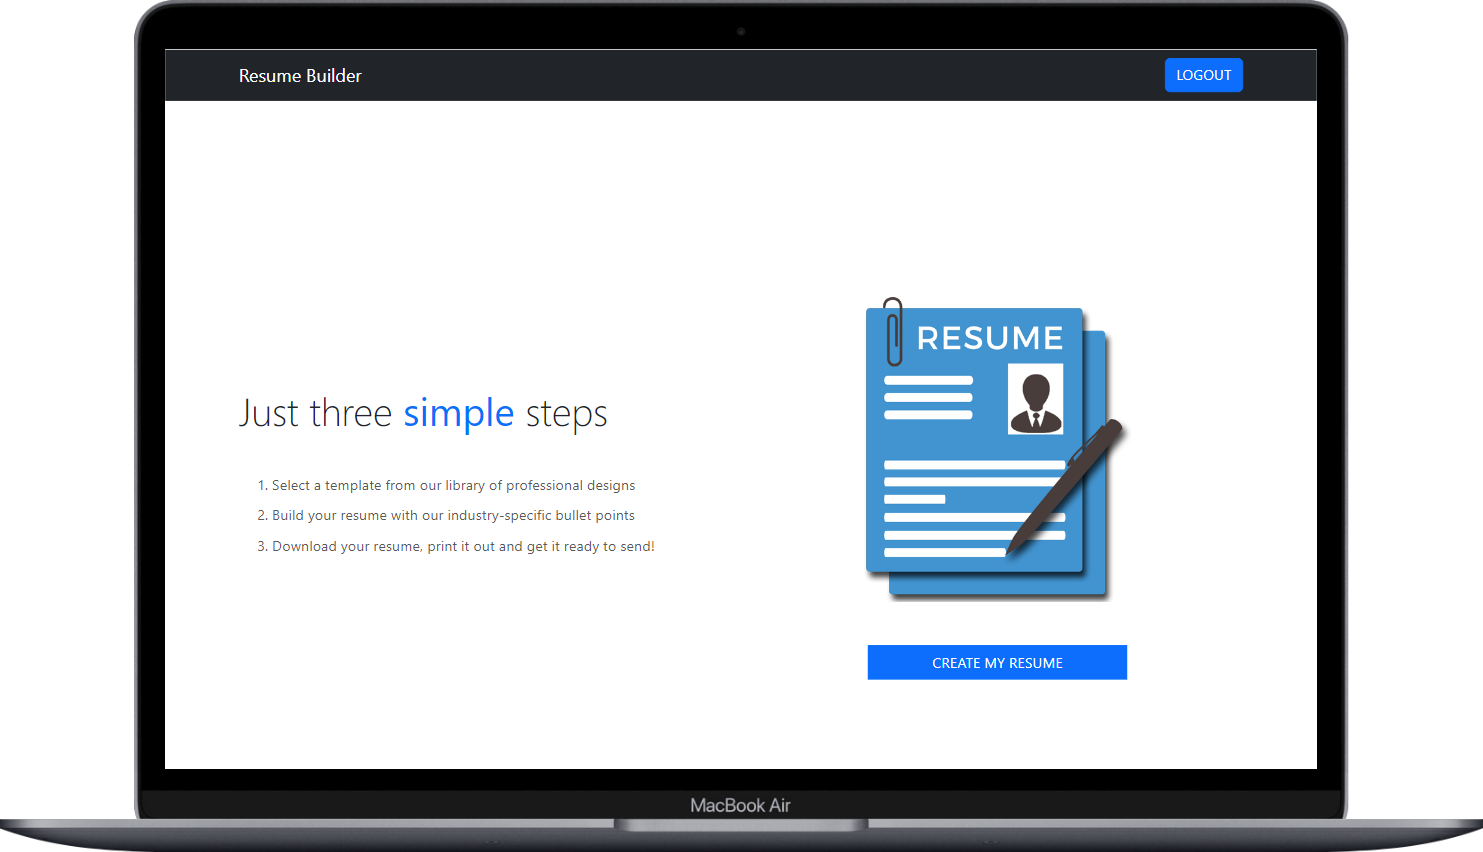 Resume Builder
LOGOUT
Just three simple steps
1. Select a template from our library of professional designs
2. Build your resume with our industry-specific bullet points
3. Download your resume, print it out and get it ready to send!
RESUME
CREATE MY RESUME
MacBook Air